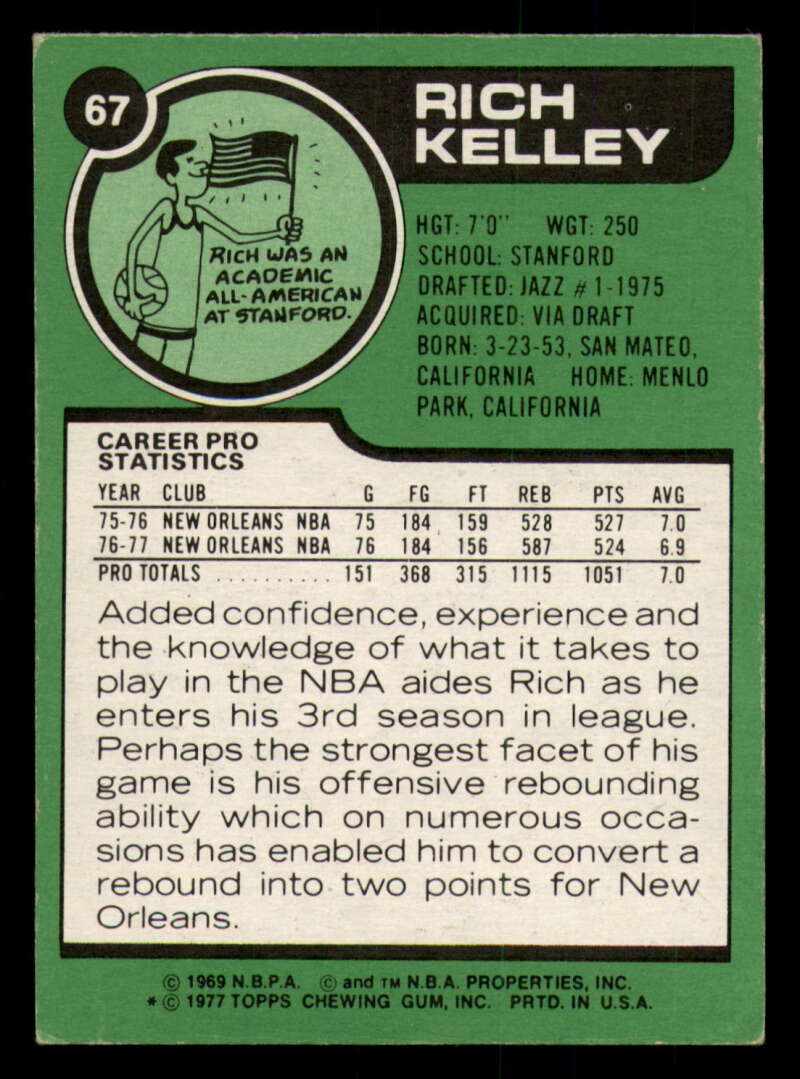 67
RICH
KELLEY
RICH WAS AN
ACADEMIC
ALL-AMERICAN
AT STANFORD.
HGT: 7'0" WGT: 250
SCHOOL: STANFORD
DRAFTED: JAZZ #1-1975
ACQUIRED: VIA DRAFT
BORN: 3-23-53, SAN MATEO,
CALIFORNIA HOME: MENLO
PARK, CALIFORNIA
CAREER PRO
STATISTICS
YEAR CLUB G FG FT REB PTS AVG
75-76 NEW ORLEANS NBA 75 184 159 528 527 7.0
76-77 NEW ORLEANS NBA 76 184 156 587 524 6.9
PRO TOTALS .......... 151 368 315 1115 1051 7.0
Added confidence, experience and
the knowledge of what it takes to
play in the NBA aides Rich as he
enters his 3rd season in league.
Perhaps the strongest facet of his
game is his offensive rebounding
ability which on numerous occa-
sions has enabled him to convert a
rebound into two points for New
Orleans.
© 1969 N.B.P.A. © and TM N.B.A. PROPERTIES, INC.
* © 1977 TOPPS CHEWING GUM, INC. PRTD. IN U.S.A.